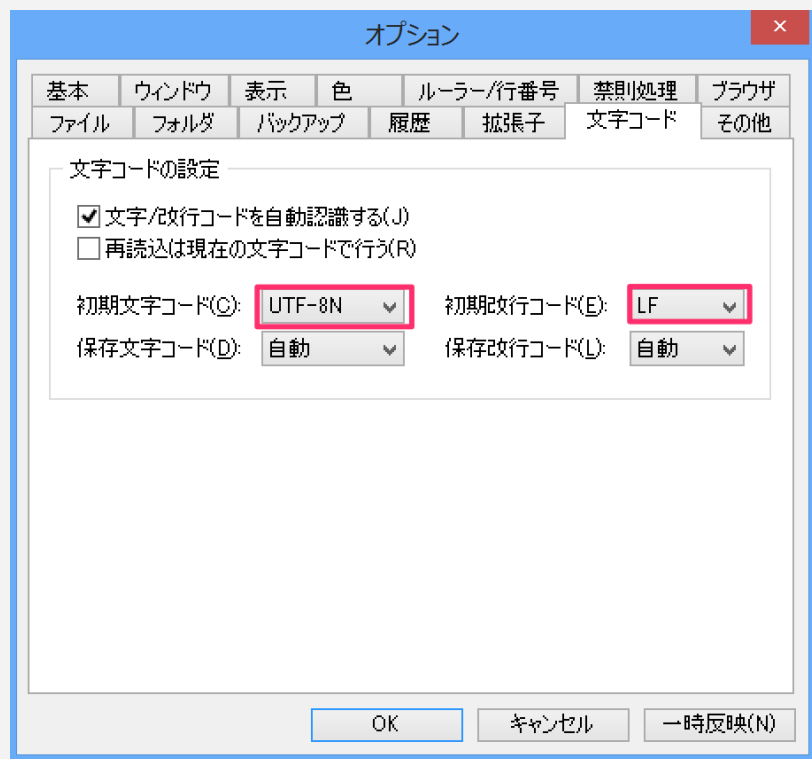 オプション
×
基本 ウィンドウ 表示 色 ルーラー/行番号 禁則処理 ブラウザ
ファイル フォルダ バックアップ 履歴 拡張子 文字コード その他
文字コードの設定
文字/改行コードを自動認識する(J)
再読込は現在の文字コードで行う(R)
初期文字コード(C): UTF-8N 初期改行コード(E): LF
保存文字コード(D): 自動 保存改行コード(L): 自動
OK キャンセル 一時反映(N)